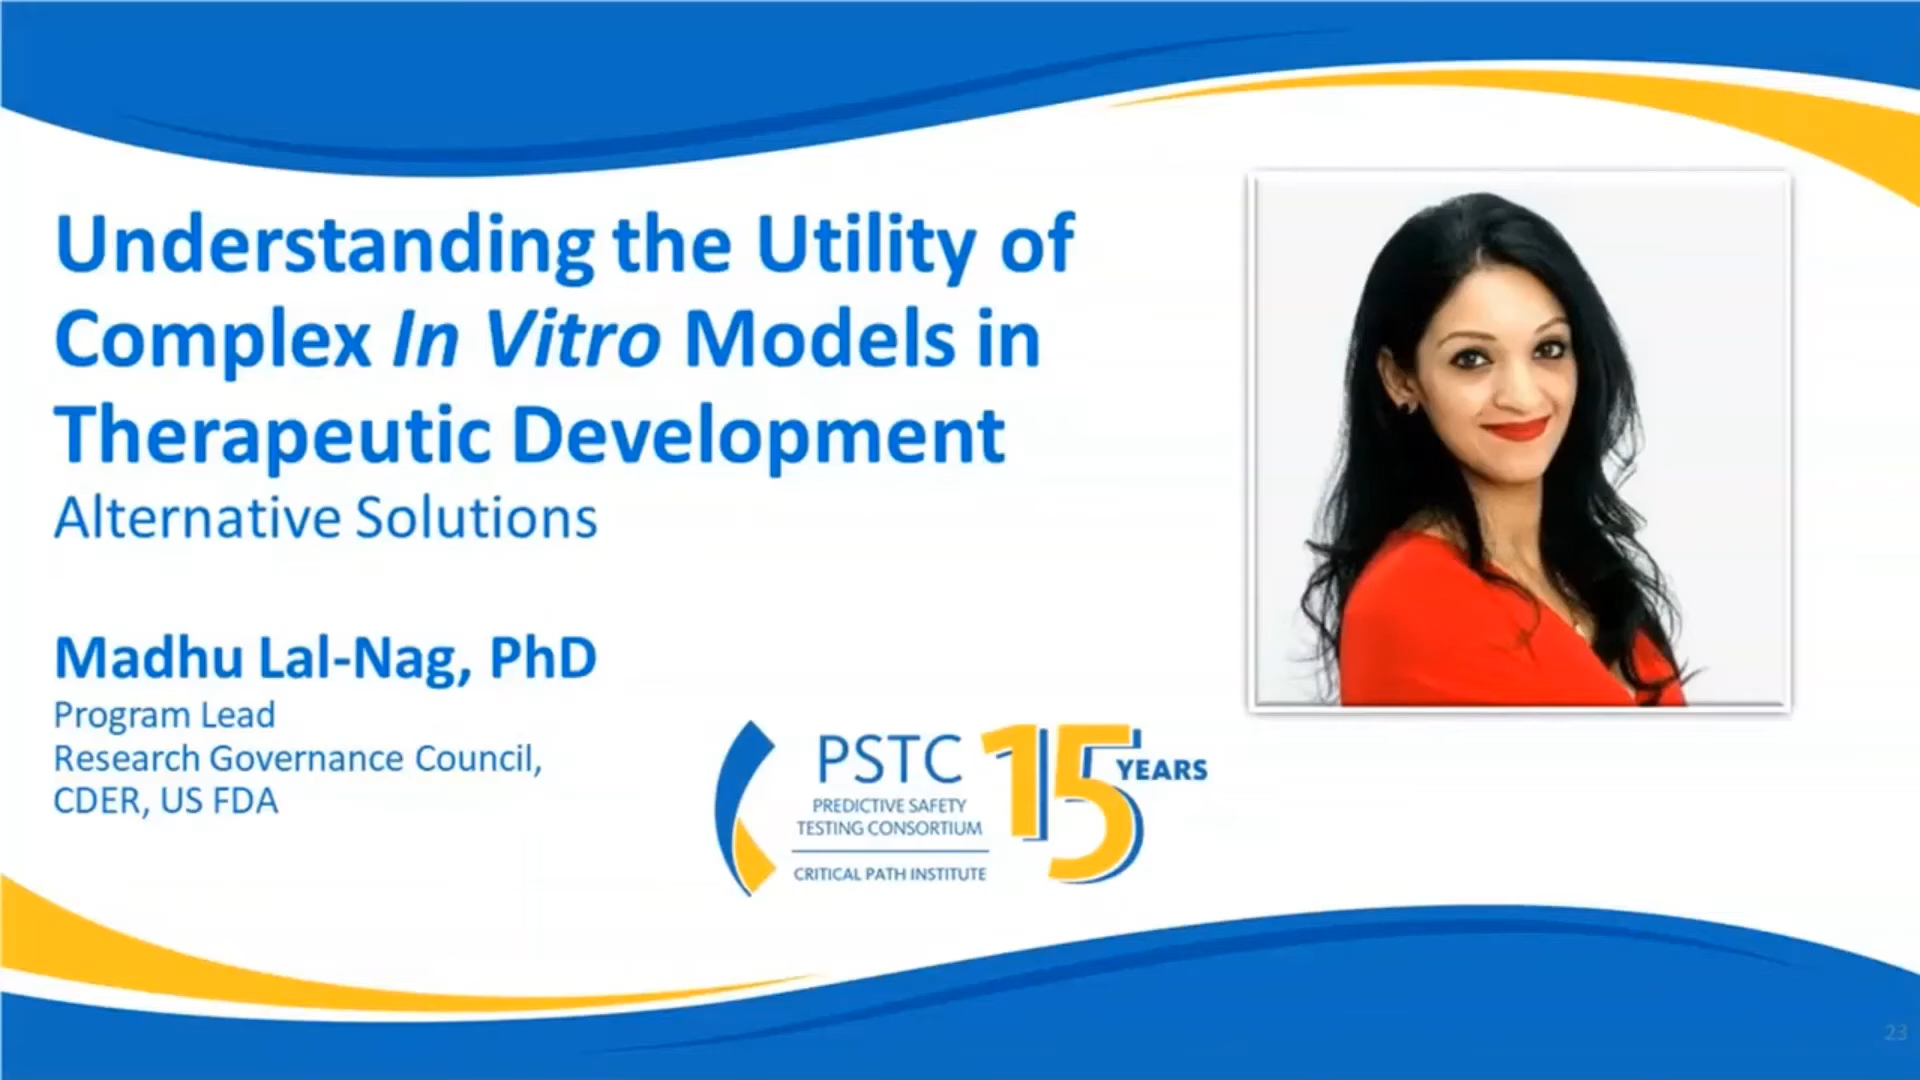 Understanding the Utility of
Complex In Vitro Models in
Therapeutic Development
Alternative Solutions
Madhu Lal-Nag, PhD
Program Lead
Research Governance Council,
CDER, US FDA
PSTC
PREDICTIVE SAFETY
TESTING CONSORTIUM
CRITICAL PATH INSTITUTE
15 YEARS
23